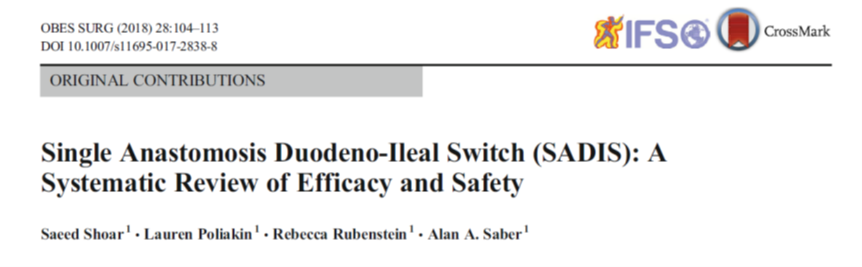 OBES SURG (2018) 28:104–113
DOI 10.1007/s11695-017-2838-8
IFSO
CrossMark
ORIGINAL CONTRIBUTIONS
Single Anastomosis Duodeno-Ileal Switch (SADIS): A
Systematic Review of Efficacy and Safety
Saeed Shoar¹ • Lauren Poliakin¹ • Rebecca Rubenstein¹ • Alan A. Saber¹